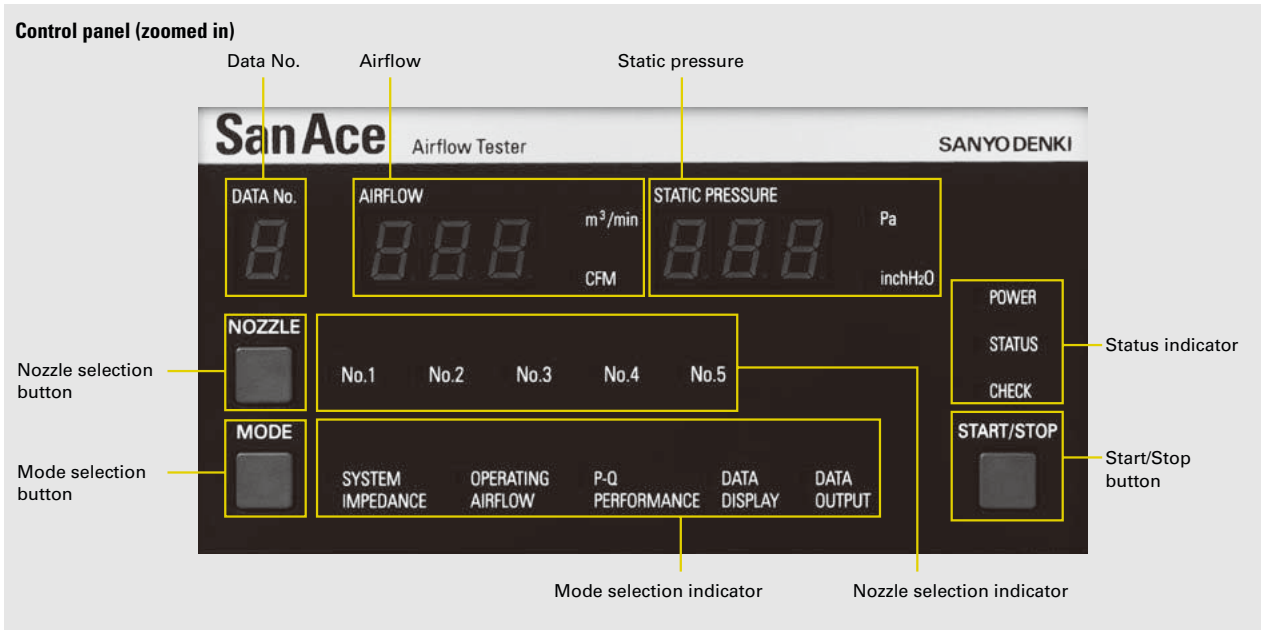 Control panel (zoomed in)
Data No.
Airflow
Static pressure
San Ace Airflow Tester
SANYO DENKI
DATA No.
AIRFLOW
m³/min
CFM
STATIC PRESSURE
Pa
inchH₂O
8
888
888
POWER
STATUS
CHECK
Status indicator
Nozzle selection
button
NOZZLE
No.1 No.2 No.3 No.4 No.5
Mode selection
button
MODE
SYSTEM
IMPEDANCE
OPERATING
AIRFLOW
P-Q
PERFORMANCE
DATA
DISPLAY
DATA
OUTPUT
START/STOP
Start/Stop
button
Mode selection indicator
Nozzle selection indicator